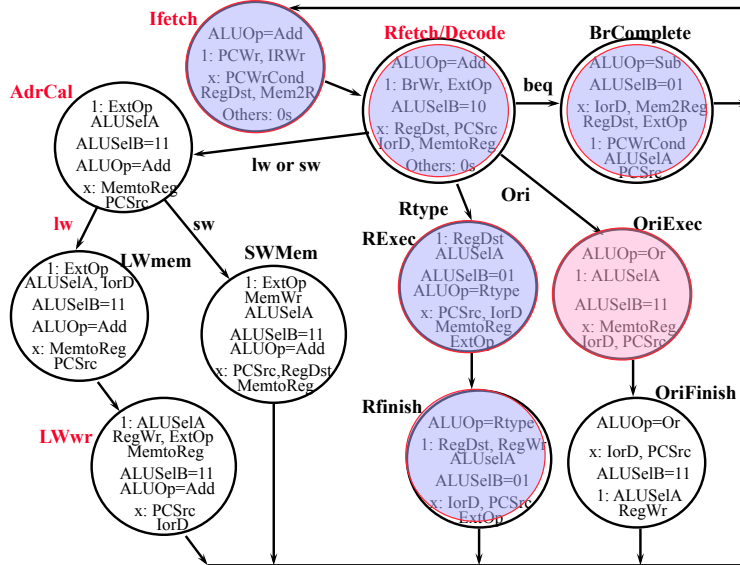 Ifetch
ALUOp=Add
1: PCWr, IRWr
x: PCWrCond
RegDst, Mem2R
Others: 0s
Rfetch/Decode
ALUOp=Add
1: BrWr, ExtOp
ALUSelB=10
x: RegDst, PCSrc
IorD, MemtoReg
Others: 0s
beq
BrComplete
ALUOp=Sub
ALUSelB=01
x: IorD, Mem2Reg
RegDst, ExtOp
1: PCWrCond
ALUSelA
PCSrc
AdrCal
1: ExtOp
ALUSelA
ALUSelB=11
ALUOp=Add
x: MemtoReg
PCSrc
lw or sw
Rtype
Ori
lw
sw
LWmem
1: ExtOp
ALUSelA, IorD
ALUSelB=11
ALUOp=Add
x: MemtoReg
PCSrc
SWMem
1: ExtOp
MemWr
ALUSelA
ALUSelB=11
ALUOp=Add
x: PCSrc,RegDst
MemtoReg
RExec
1: RegDst
ALUSelA
ALUSelB=01
ALUOp=Rtype
x: PCSrc, IorD
MemtoReg
ExtOp
OriExec
ALUOp=Or
1: ALUSelA
ALUSelB=11
x: MemtoReg
IorD, PCSrc
LWwr
1: ALUSelA
RegWr, ExtOp
MemtoReg
ALUSelB=11
ALUOp=Add
x: PCSrc
IorD
Rfinish
ALUOp=Rtype
1: RegDst, RegWr
ALUselA
ALUSelB=01
x: IorD, PCSrc
ExtOp
OriFinish
ALUOp=Or
x: IorD, PCSrc
ALUSelB=11
1: ALUSelA
RegWr